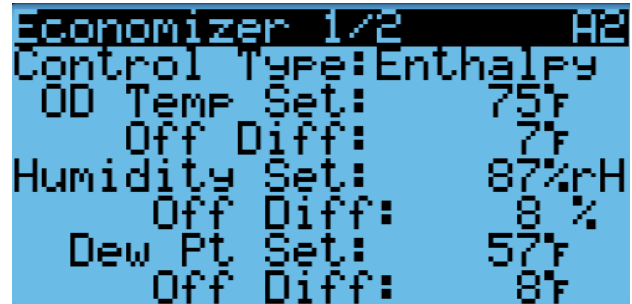 Economizer 1/2 A2
Control Type:Enthalpy
OD Temp Set: 75°F
Off Diff: 7°F
Humidity Set: 87%rH
Off Diff: 8 %
Dew Pt Set: 57°F
Off Diff: 8°F